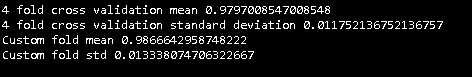 4 fold cross validation mean 0.9797008547008548
4 fold cross validation standard deviation 0.011752136752136757
Custom fold mean 0.9866642958748222
Custom fold std 0.013338074706322667